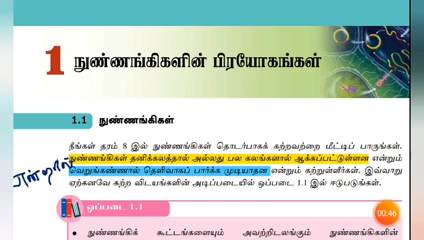 1 நுண்ணங்கிகளின் பிரயோகங்கள்
1.1 நுண்ணங்கிகள்
நீங்கள் தரம் 8 இல் நுண்ணங்கிகள் தொடர்பாகக் கற்றவற்றை மீட்டிப் பாருங்கள்.
நுண்ணங்கிகள் தனிக்கலத்தால் அல்லது பல கலங்களால் ஆக்கப்பட்டுள்ளன என்றும்
வெறுங்கண்ணால் தெளிவாகப் பார்க்க முடியாதன என்றும் கற்றுள்ளீர்கள். இவ்வாறு
ஏற்கனவே கற்ற விடயங்களின் அடிப்படையில் ஒப்படை 1.1 இல் ஈடுபடுங்கள்.
ஒப்படை 1.1
00:46
• நுண்ணங்கிக் கூட்டங்களையும் அவற்றிடலங்கும் நுண்ணங்கிகளின்